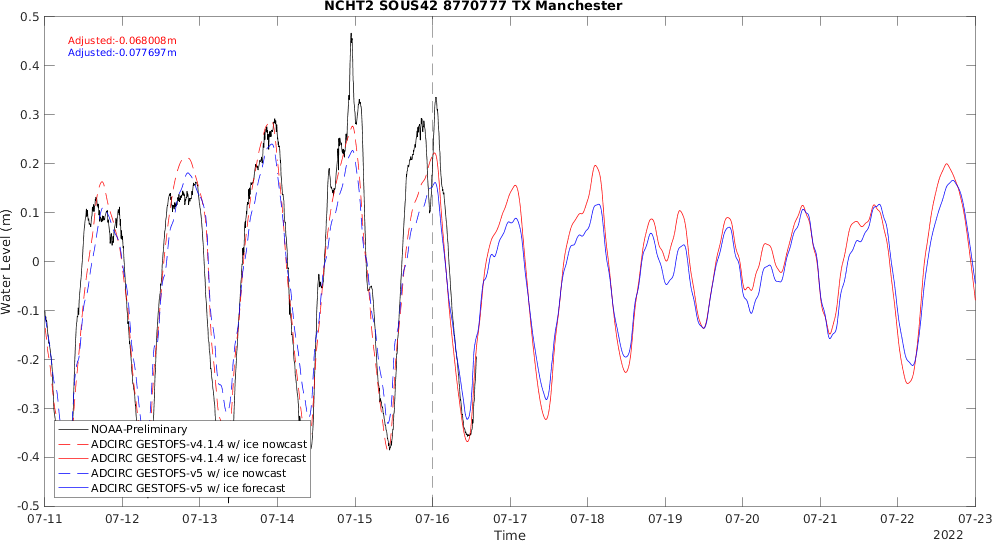 NCHT2 SOUS42 8770777 TX Manchester
Adjusted:-0.068008m
Adjusted:-0.077697m
0.5
0.4
0.3
0.2
0.1
0
-0.1
-0.2
-0.3
-0.4
-0.5
Water Level (m)
NOAA-Preliminary
ADCIRC GESTOFS-v4.1.4 w/ ice nowcast
ADCIRC GESTOFS-v4.1.4 w/ ice forecast
ADCIRC GESTOFS-v5 w/ ice nowcast
ADCIRC GESTOFS-v5 w/ ice forecast
07-11 07-12 07-13 07-14 07-15 07-16 07-17 07-18 07-19 07-20 07-21 07-22 07-23
Time
2022